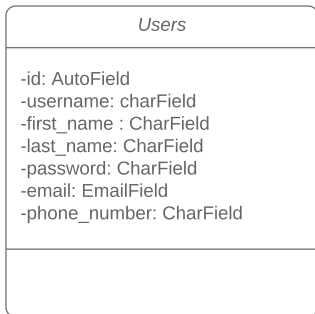 Users
-id: AutoField
-username: charField
-first_name : CharField
-last_name: CharField
-password: CharField
-email: EmailField
-phone_number: CharField